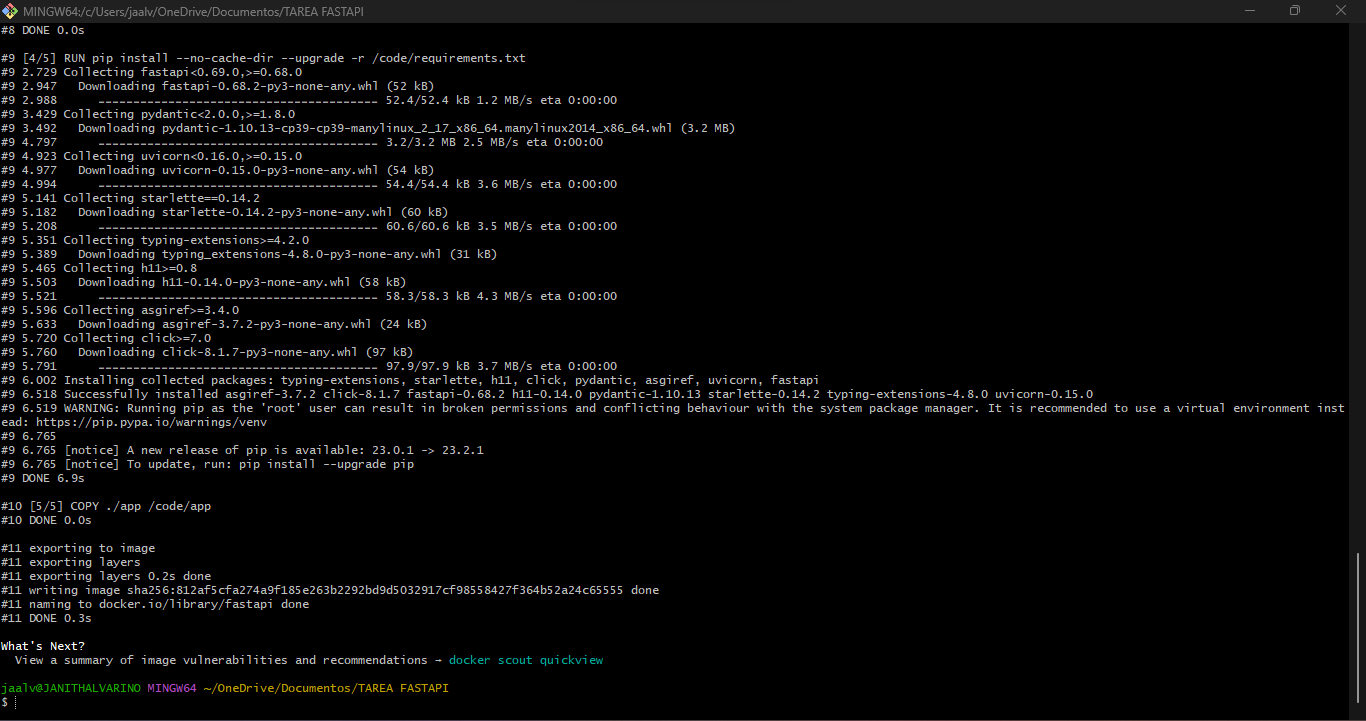 MINGW64:/c/Users/jaalv/OneDrive/Documentos/TAREA FASTAPI
#8 DONE 0.0s
#9 [4/5] RUN pip install --no-cache-dir --upgrade -r /code/requirements.txt
#9 2.729 Collecting fastapi<0.69.0,>=0.68.0
#9 2.947   Downloading fastapi-0.68.2-py3-none-any.whl (52 kB)
#9 2.988      ---------------------------------------- 52.4/52.4 kB 1.2 MB/s eta 0:00:00
#9 3.429 Collecting pydantic<2.0.0,>=1.8.0
#9 3.492   Downloading pydantic-1.10.13-cp39-cp39-manylinux_2_17_x86_64.manylinux2014_x86_64.whl (3.2 MB)
#9 4.797      ---------------------------------------- 3.2/3.2 MB 2.5 MB/s eta 0:00:00
#9 4.923 Collecting uvicorn<0.16.0,>=0.15.0
#9 4.977   Downloading uvicorn-0.15.0-py3-none-any.whl (54 kB)
#9 4.994      ---------------------------------------- 54.4/54.4 kB 3.6 MB/s eta 0:00:00
#9 5.141 Collecting starlette==0.14.2
#9 5.182   Downloading starlette-0.14.2-py3-none-any.whl (60 kB)
#9 5.208      ---------------------------------------- 60.6/60.6 kB 3.5 MB/s eta 0:00:00
#9 5.351 Collecting typing-extensions>=4.2.0
#9 5.389   Downloading typing_extensions-4.8.0-py3-none-any.whl (31 kB)
#9 5.465 Collecting h11>=0.8
#9 5.503   Downloading h11-0.14.0-py3-none-any.whl (58 kB)
#9 5.521      ---------------------------------------- 58.3/58.3 kB 4.3 MB/s eta 0:00:00
#9 5.596 Collecting asgiref>=3.4.0
#9 5.633   Downloading asgiref-3.7.2-py3-none-any.whl (24 kB)
#9 5.720 Collecting click>=7.0
#9 5.760   Downloading click-8.1.7-py3-none-any.whl (97 kB)
#9 5.791      ---------------------------------------- 97.9/97.9 kB 3.7 MB/s eta 0:00:00
#9 6.002 Installing collected packages: typing-extensions, starlette, h11, click, pydantic, asgiref, uvicorn, fastapi
#9 6.518 Successfully installed asgiref-3.7.2 click-8.1.7 fastapi-0.68.2 h11-0.14.0 pydantic-1.10.13 starlette-0.14.2 typing-extensions-4.8.0 uvicorn-0.15.0
#9 6.519 WARNING: Running pip as the 'root' user can result in broken permissions and conflicting behaviour with the system package manager. It is recommended to use a virtual environment inst
ead: https://pip.pypa.io/warnings/venv
#9 6.765
#9 6.765 [notice] A new release of pip is available: 23.0.1 -> 23.2.1
#9 6.765 [notice] To update, run: pip install --upgrade pip
#9 DONE 6.9s
#10 [5/5] COPY ./app /code/app
#10 DONE 0.0s
#11 exporting to image
#11 exporting layers
#11 exporting layers 0.2s done
#11 writing image sha256:812af5cfa274a9f185e263b2292bd9d5032917cf98558427f364b52a24c65555 done
#11 naming to docker.io/library/fastapi done
#11 DONE 0.3s
What's Next?
  View a summary of image vulnerabilities and recommendations → docker scout quickview
jaalv@JANITHALVARINO MINGW64 ~/OneDrive/Documentos/TAREA FASTAPI
$